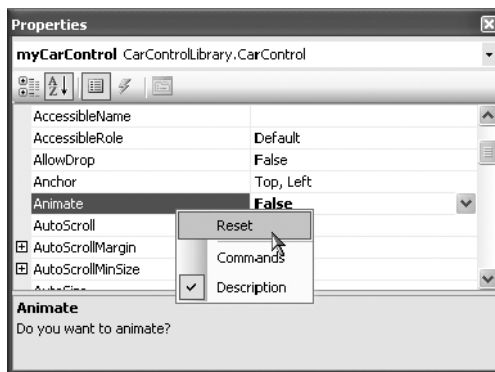 Properties
myCarControl CarControlLibrary.CarControl
AccessibleName
AccessibleRole Default
AllowDrop False
Anchor Top, Left
Animate False
AutoScroll
AutoScrollMargin
AutoScrollMinSize
AutoSize
Reset
Commands
Description
Animate
Do you want to animate?